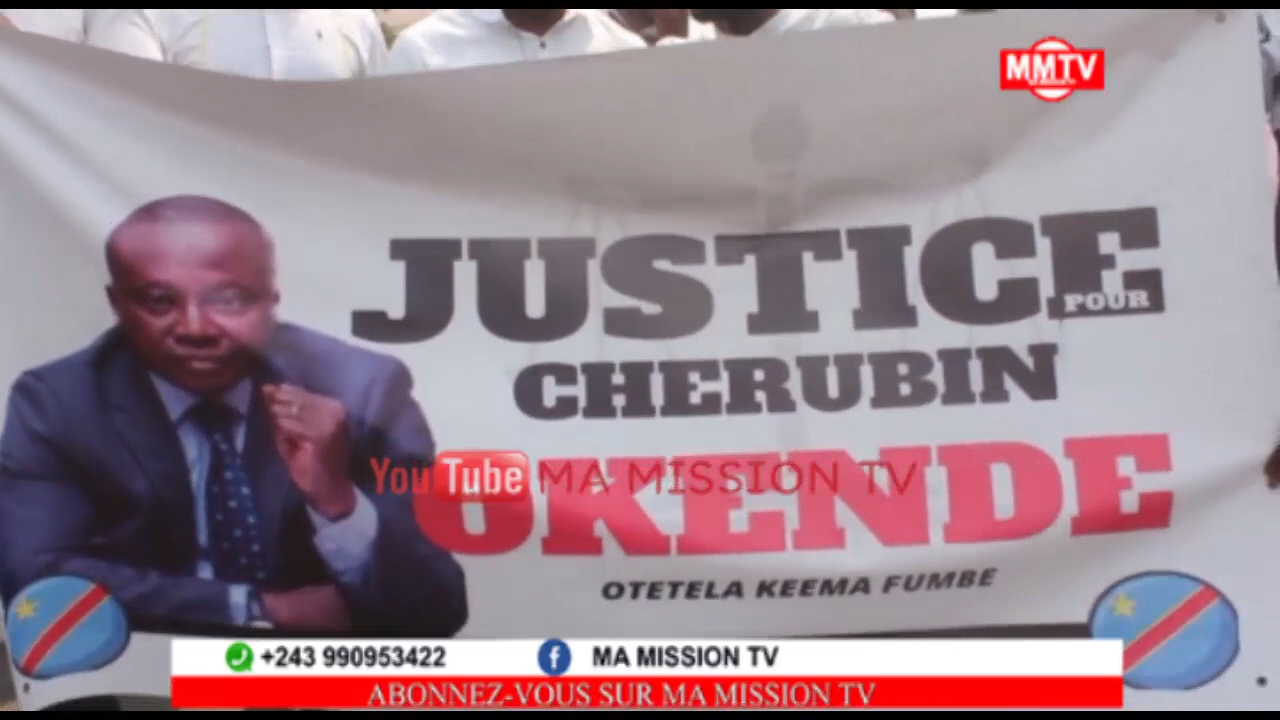 MMTV
JUSTICE
POUR
CHERUBIN
OKENDE
YouTube MA MISSION TV
OTETELA KEEMA FUMBE
+243 990953422 MA MISSION TV
ABONNEZ-VOUS SUR MA MISSION TV